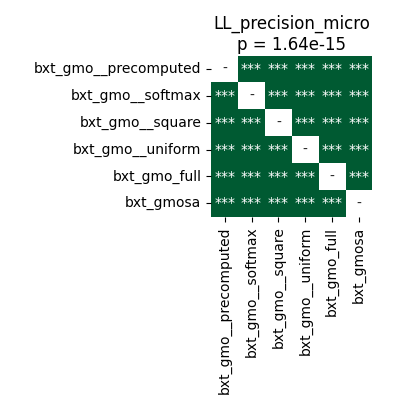 LL_precision_micro
p = 1.64e-15
bxt_gmo__precomputed - *** *** *** *** ***
bxt_gmo__softmax *** - *** *** *** ***
bxt_gmo__square *** *** - *** *** ***
bxt_gmo__uniform *** *** *** - *** ***
bxt_gmo_full *** *** *** *** - ***
bxt_gmosa *** *** *** *** *** -
bxt_gmo__precomputed
bxt_gmo__softmax
bxt_gmo__square
bxt_gmo__uniform
bxt_gmo_full
bxt_gmosa